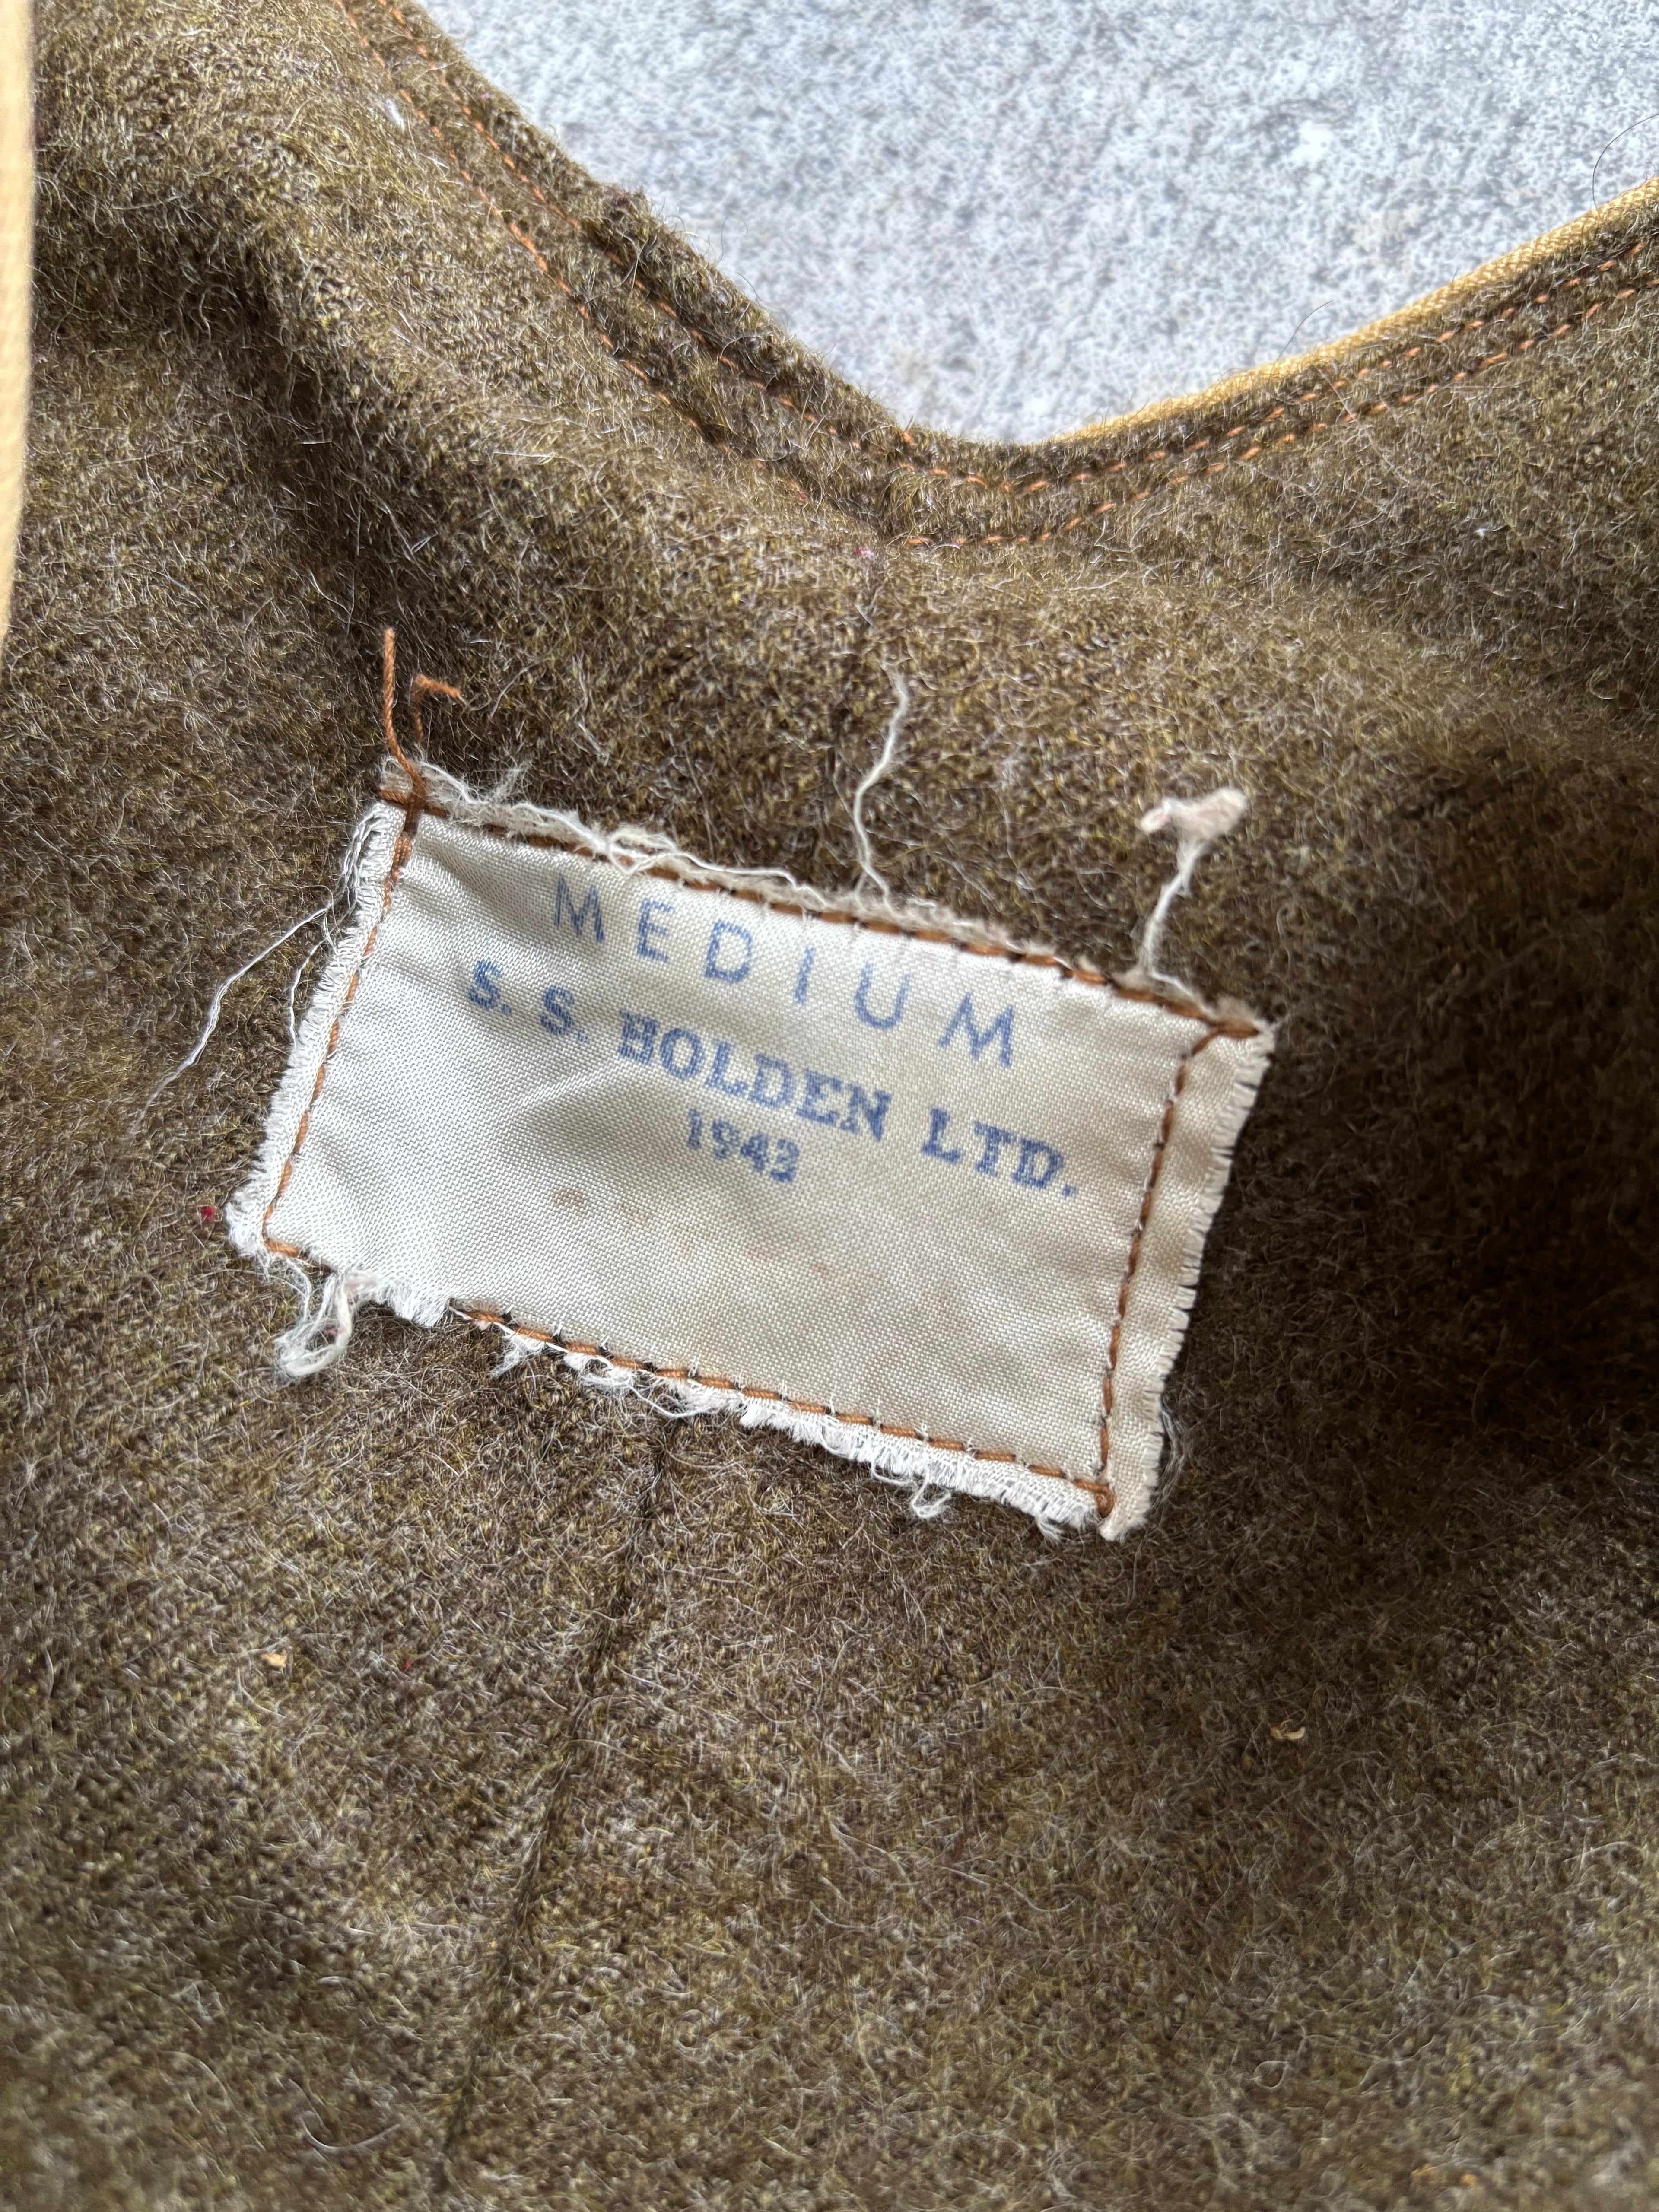 MEDIUM
S. S. HOLDEN LTD.
1942